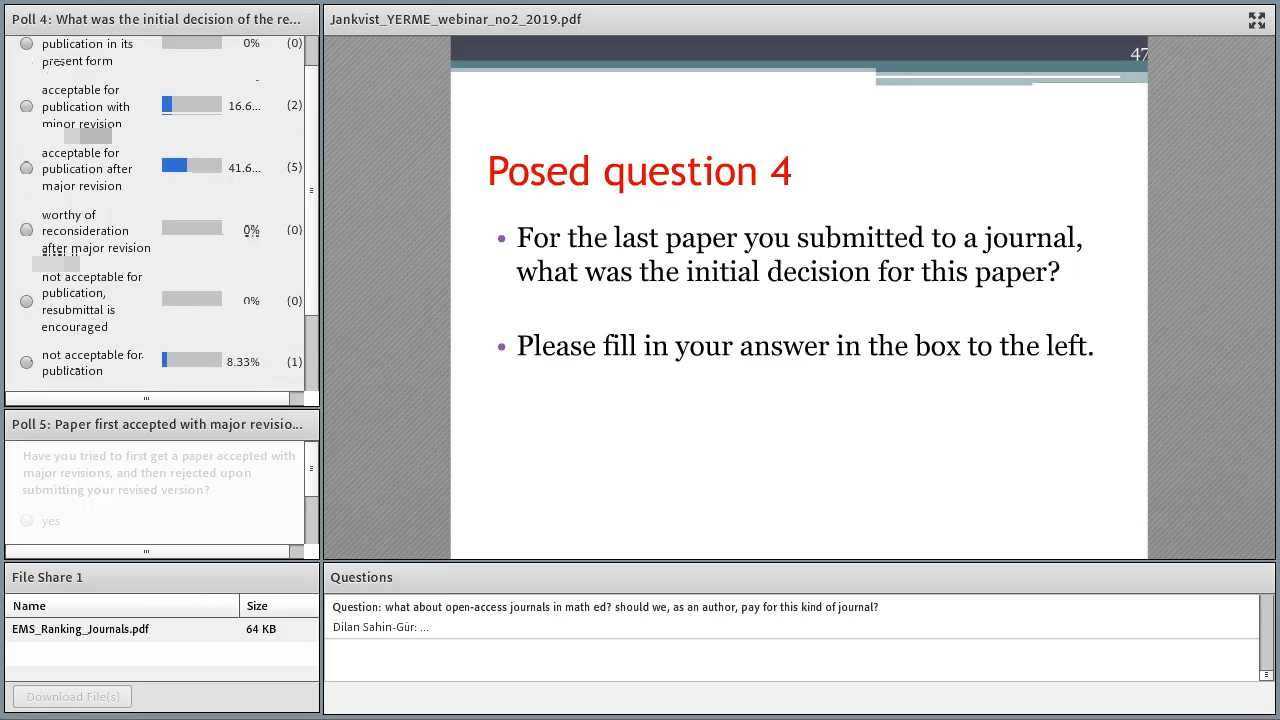 Poll 4: What was the initial decision of the re...
publication in its
present form
0%
(0)
acceptable for
publication with
minor revision
16.6...
(2)
acceptable for
publication after
major revision
41.6...
(5)
worthy of
reconsideration
after major revision
0%
(0)
not acceptable for
publication,
resubmittal is
encouraged
0%
(0)
not acceptable for
publication
8.33%
(1)
Poll 5: Paper first accepted with major revisio...
Have you tried to first get a paper accepted with
major revisions, and then rejected upon
submitting your revised version?
yes
File Share 1
Name Size
EMS_Ranking_Journals.pdf 64 KB
Download File(s)
Jankvist_YERME_webinar_no2_2019.pdf
47
Posed question 4
• For the last paper you submitted to a journal,
what was the initial decision for this paper?
• Please fill in your answer in the box to the left.
Questions
Question: what about open-access journals in math ed? should we, as an author, pay for this kind of journal?
Dilan Sahin-Gür: ...